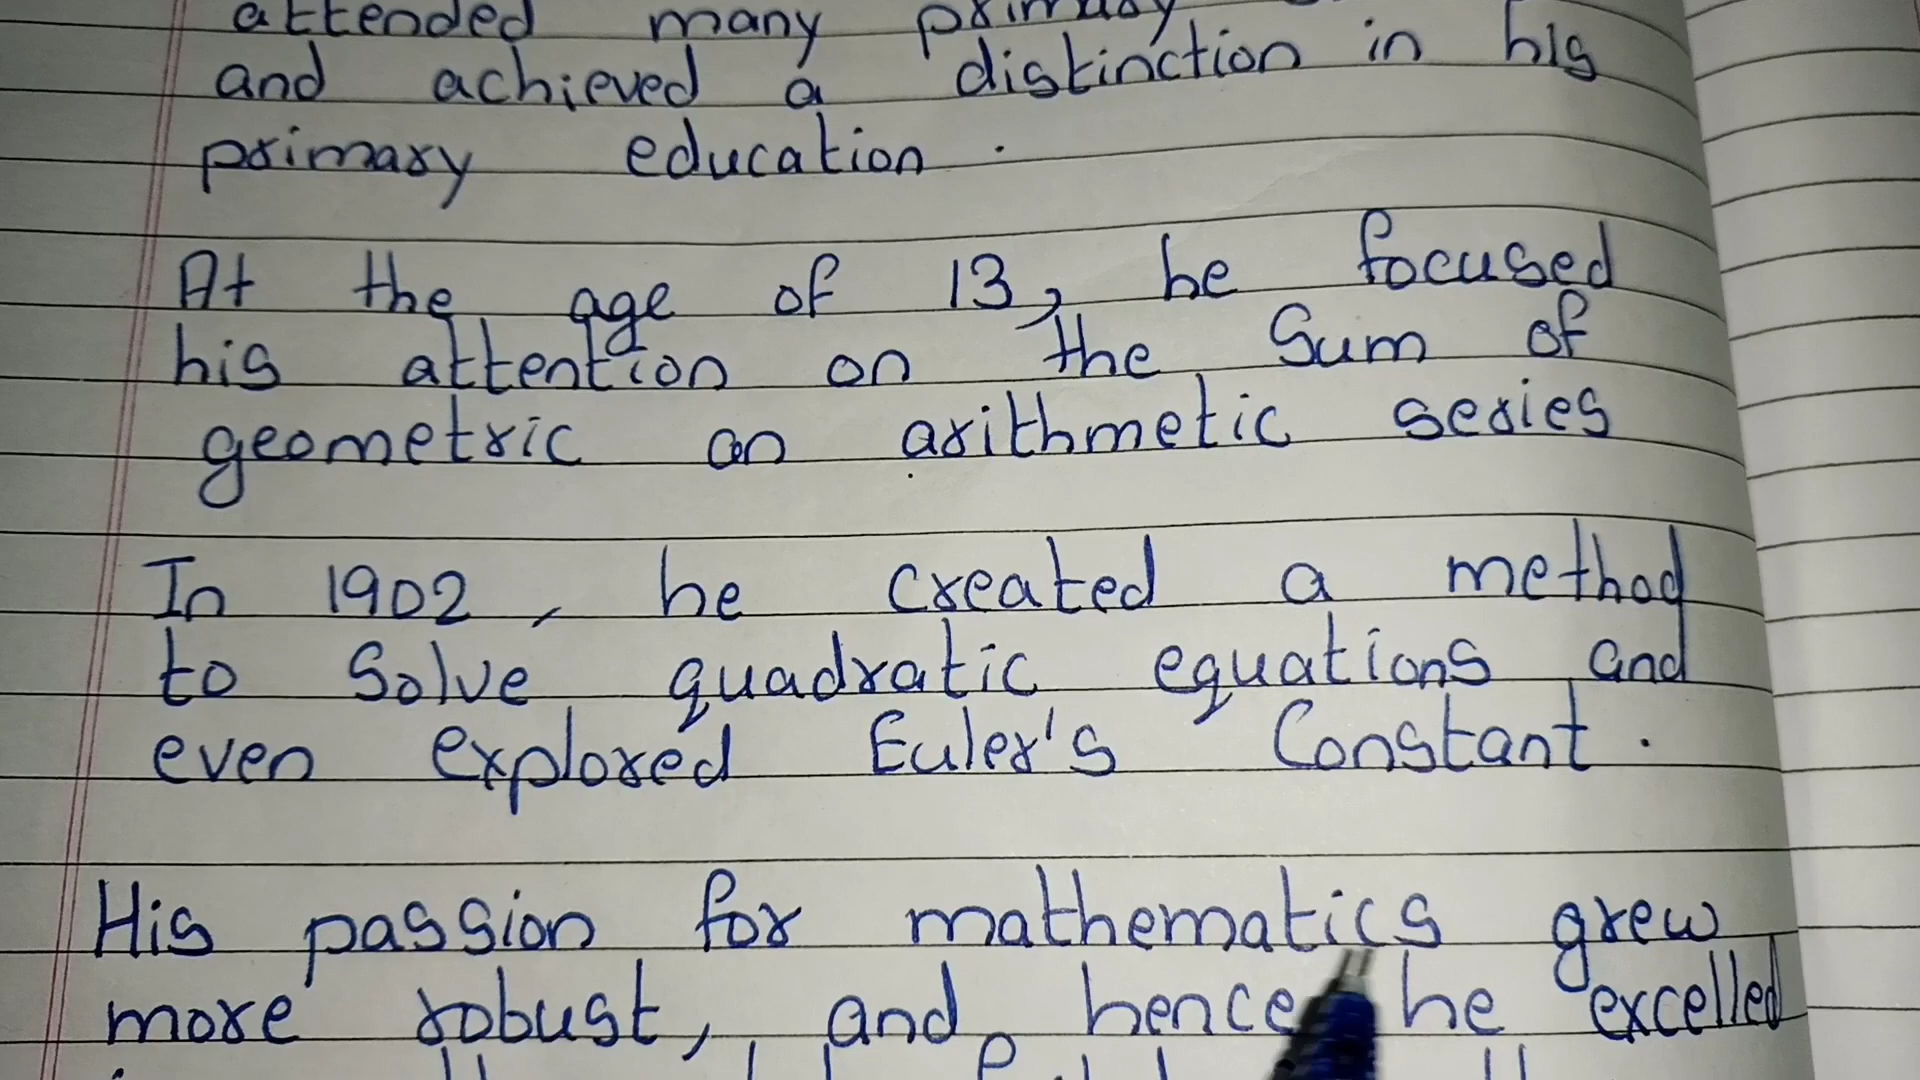 attended many primary
and achieved a distinction in his
primary education .
At the age of 13, he focused
his attention on the Sum of
geometric an arithmetic series
In 1902, he created a method
to Solve quadratic equations and
even explored Euler's Constant.
His passion for mathematics grew
more robust, and hence he excelled